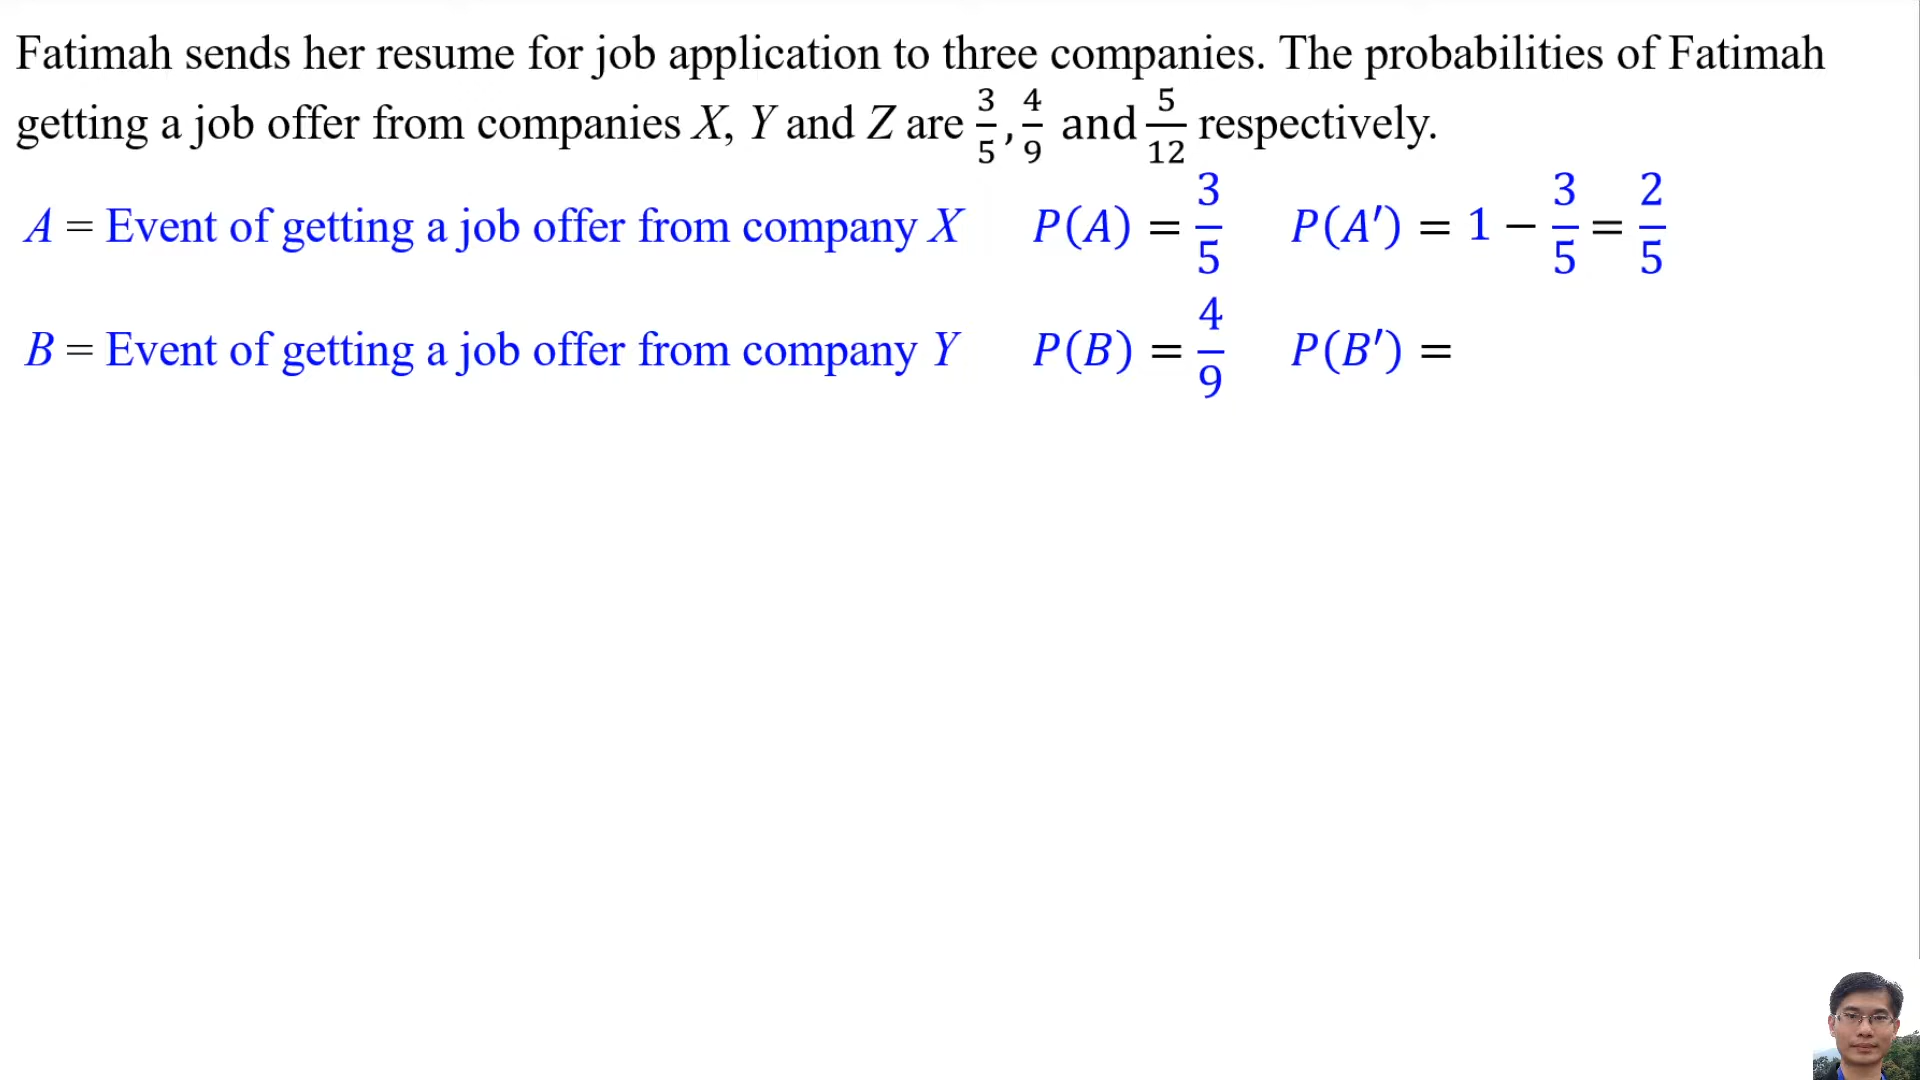 Fatimah sends her resume for job application to three companies. The probabilities of Fatimah
getting a job offer from companies X, Y and Z are 3/5, 4/9 and 5/12 respectively.
A = Event of getting a job offer from company X P(A) = 3/5 P(A′) = 1 − 3/5 = 2/5
B = Event of getting a job offer from company Y P(B) = 4/9 P(B′) =